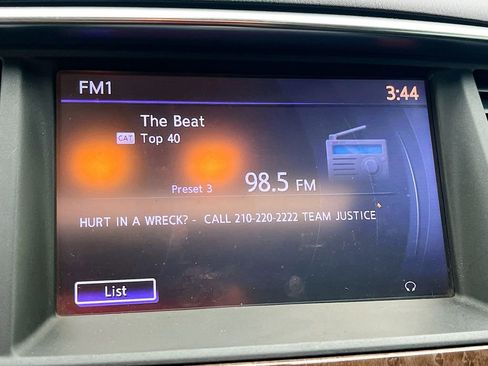 FM1
3:44
The Beat
CAT Top 40
Preset 3 98.5 FM
HURT IN A WRECK? - CALL 210-220-2222 TEAM JUSTICE
List